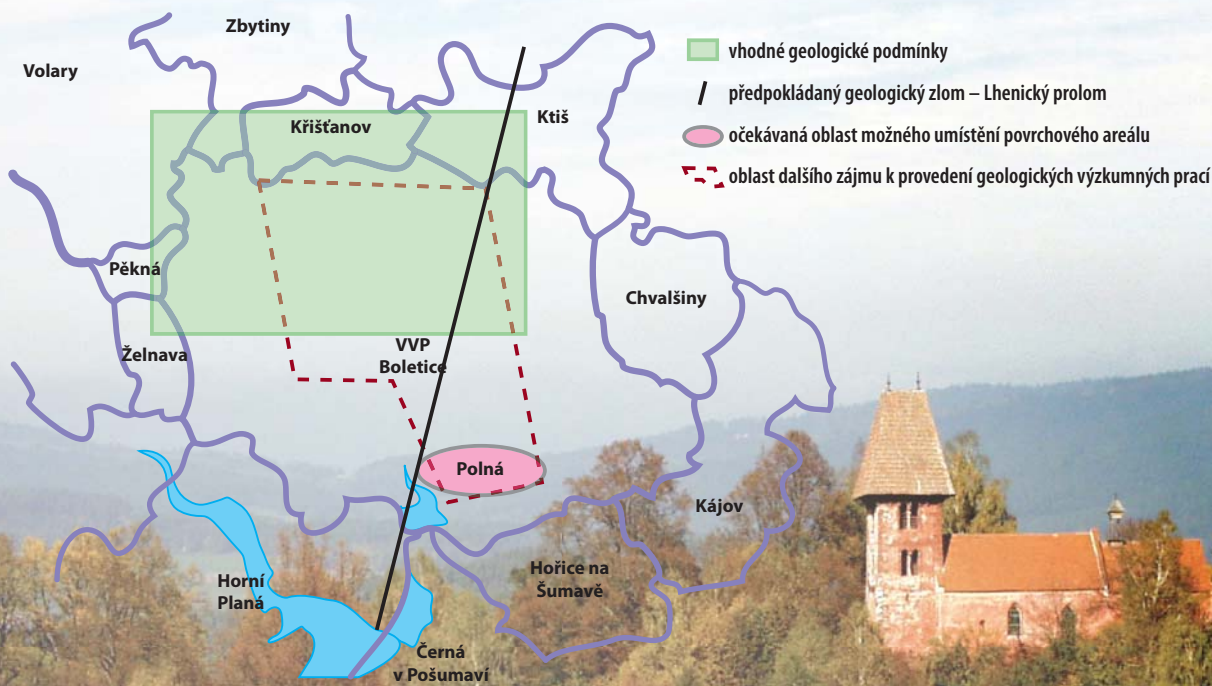 Zbytiny
Volary
Křišťanov
Ktiš
Pěkná
Želnava
VVP
Boletice
Chvalšiny
Polná
Kájov
Hořice na
Šumavě
Horní
Planá
Černá
v Pošumaví
vhodné geologické podmínky
předpokládaný geologický zlom – Lhenický prolom
očekávaná oblast možného umístění povrchového areálu
oblast dalšího zájmu k provedení geologických výzkumných prací